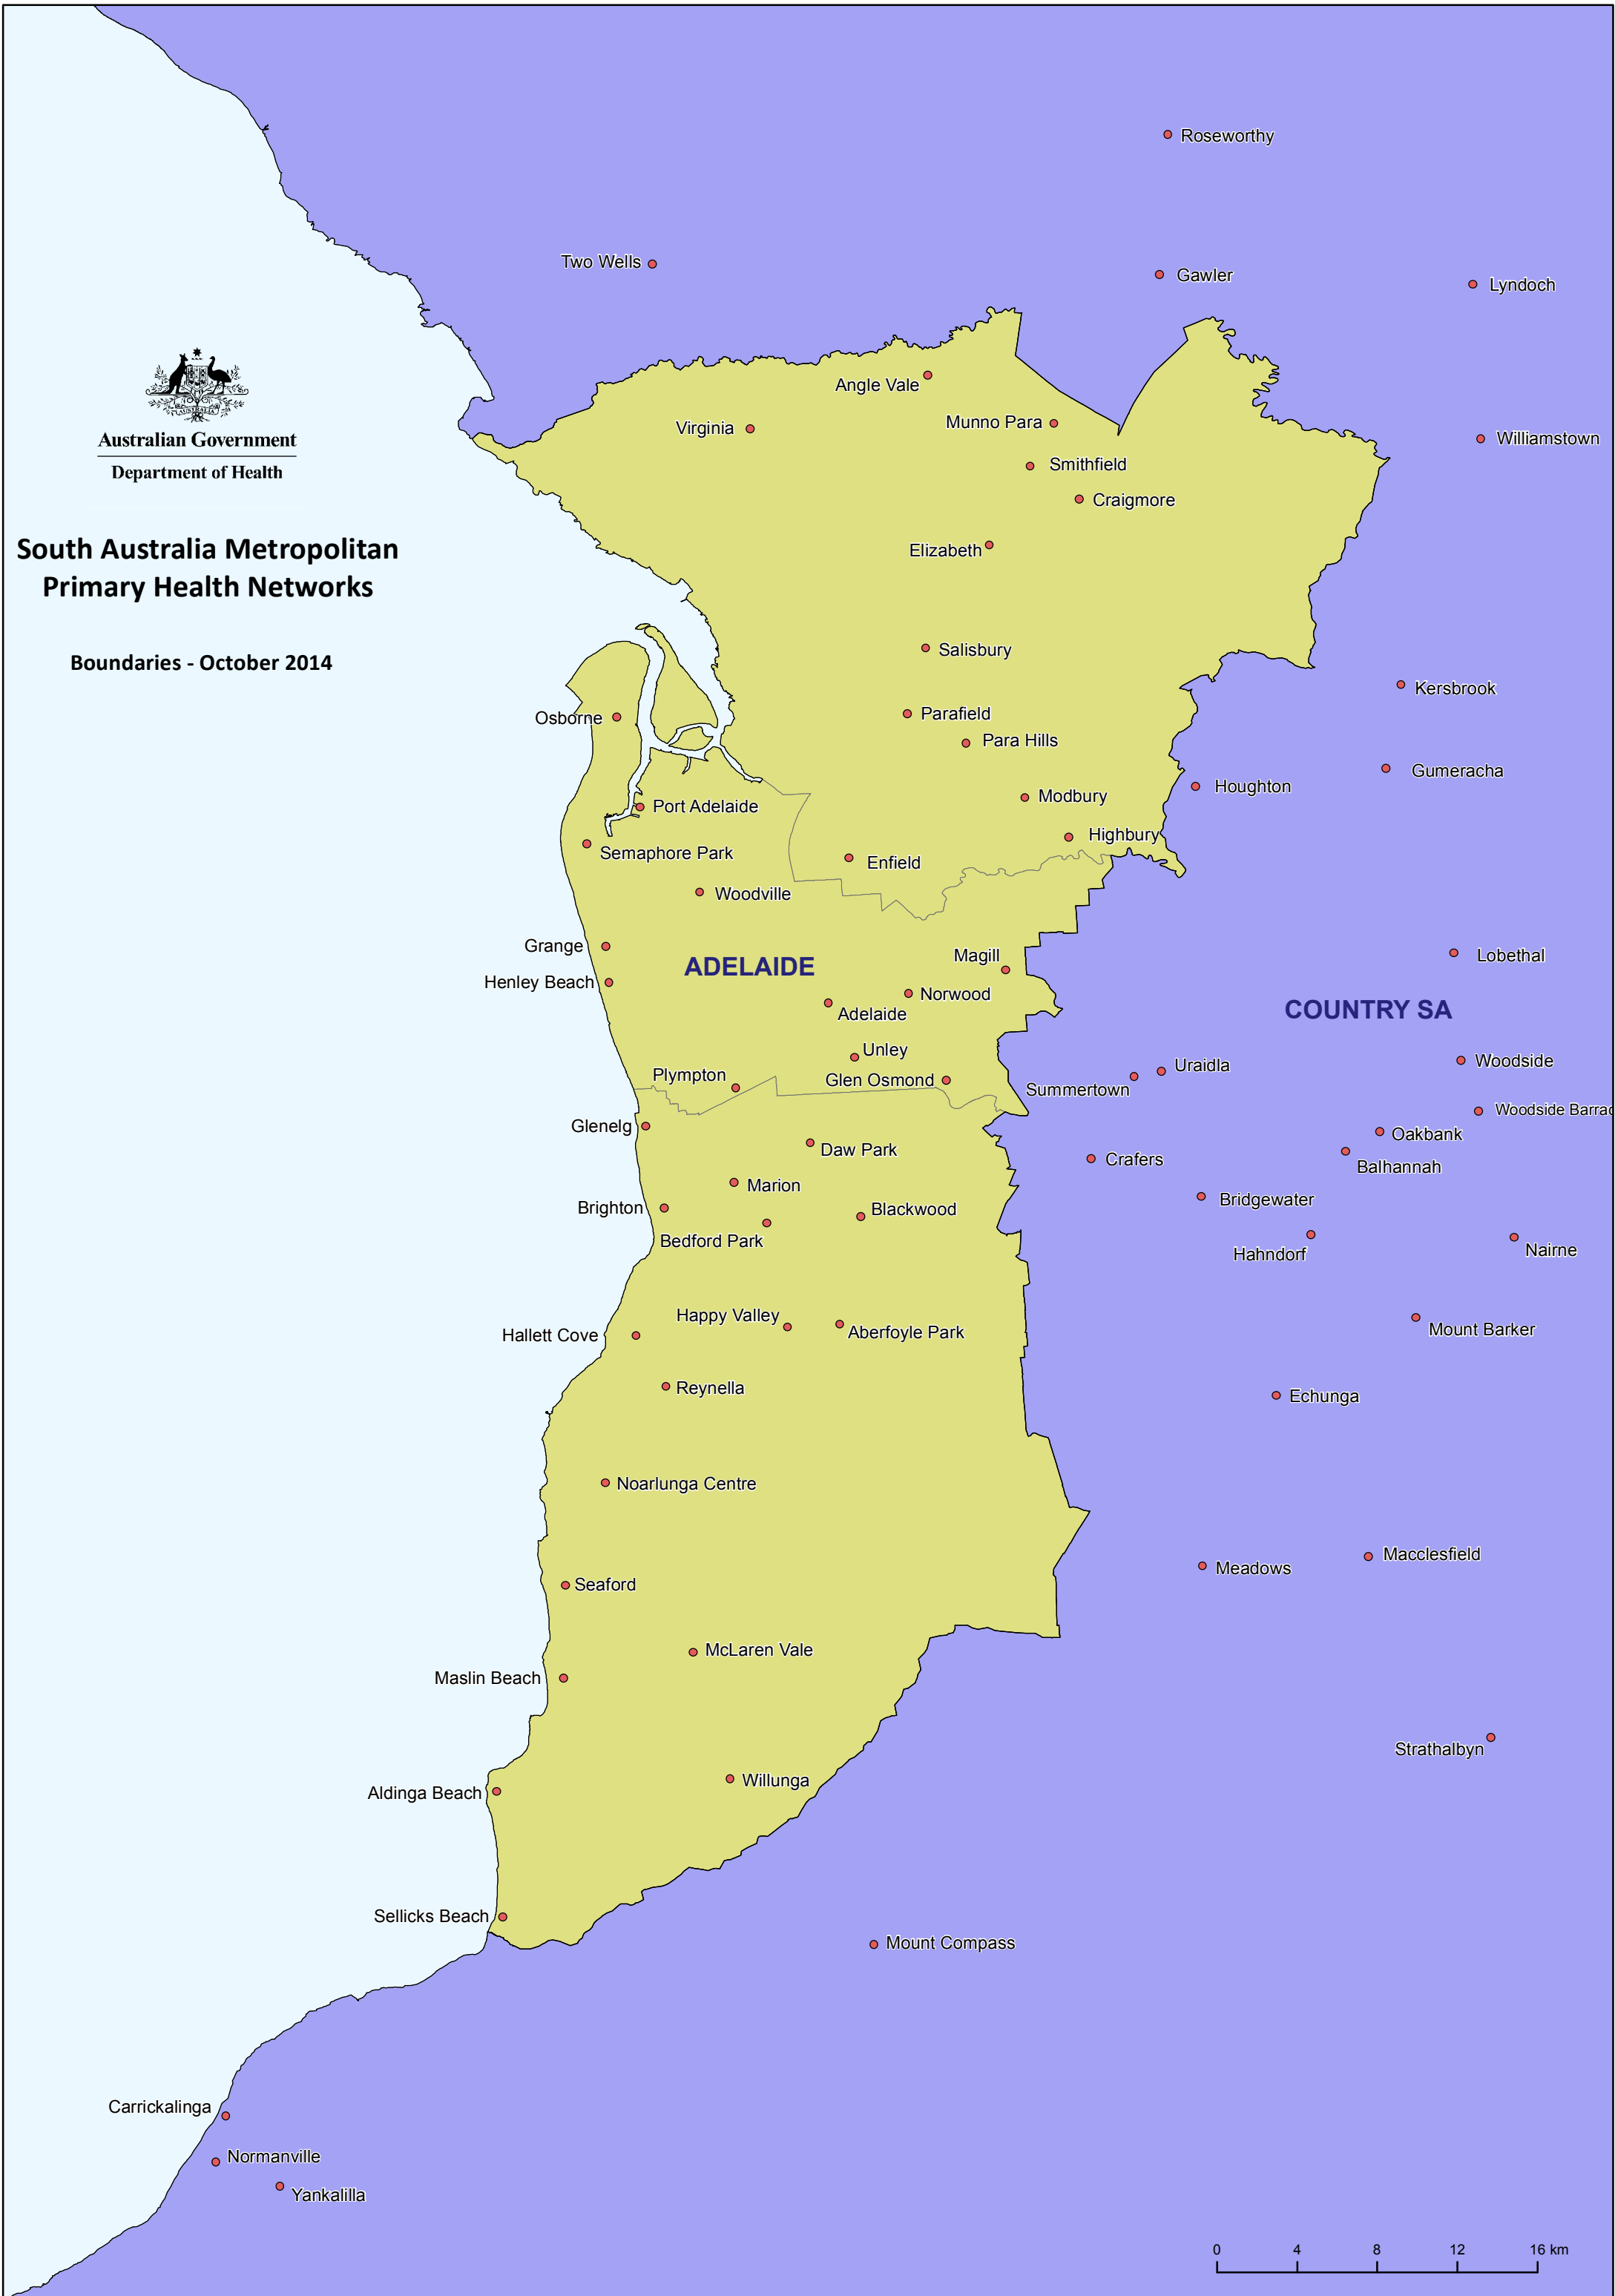 Roseworthy
Two Wells
Gawler
Lyndoch
Angle Vale
Munno Para
Virginia
Williamstown
AUSTRALIA
Australian Government
Department of Health
Smithfield
Craigmore
South Australia Metropolitan
Primary Health Networks
Elizabeth
Boundaries - October 2014
Salisbury
Kersbrook
Osborne
Parafield
Para Hills
Gumeracha
Houghton
Modbury
Port Adelaide
Highbury
Semaphore Park
Enfield
Woodville
Grange
Magill
Lobethal
ADELAIDE
Henley Beach
Norwood
COUNTRY SA
Adelaide
Unley
Woodside
Uraidla
Plympton
Glen Osmond
Summertown
Woodside Barrac
Glenelg
Oakbank
Daw Park
Crafers
Balhannah
Marion
Bridgewater
Brighton
Blackwood
Bedford Park
Hahndorf
Nairne
Happy Valley
Mount Barker
Hallett Cove
Aberfoyle Park
Reynella
Echunga
Noarlunga Centre
Macclesfield
Meadows
Seaford
McLaren Vale
Maslin Beach
Strathalbyn
Willunga
Aldinga Beach
Sellicks Beach
Mount Compass
Carrickalinga
Normanville
Yankalilla
0 4 8 12 16 km